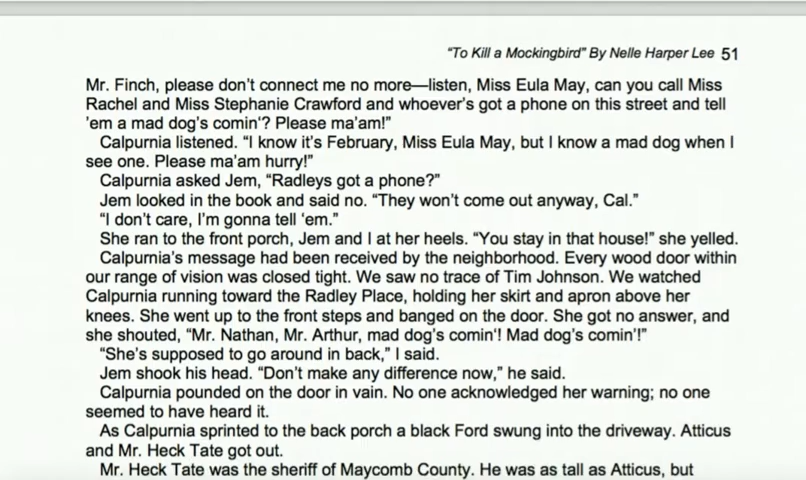 “To Kill a Mockingbird” By Nelle Harper Lee 51
Mr. Finch, please don’t connect me no more—listen, Miss Eula May, can you call Miss
Rachel and Miss Stephanie Crawford and whoever’s got a phone on this street and tell
’em a mad dog’s comin’? Please ma’am!”
Calpurnia listened. “I know it’s February, Miss Eula May, but I know a mad dog when I
see one. Please ma’am hurry!”
Calpurnia asked Jem, “Radleys got a phone?”
Jem looked in the book and said no. “They won’t come out anyway, Cal.”
“I don’t care, I’m gonna tell ‘em.”
She ran to the front porch, Jem and I at her heels. “You stay in that house!” she yelled.
Calpurnia’s message had been received by the neighborhood. Every wood door within
our range of vision was closed tight. We saw no trace of Tim Johnson. We watched
Calpurnia running toward the Radley Place, holding her skirt and apron above her
knees. She went up to the front steps and banged on the door. She got no answer, and
she shouted, “Mr. Nathan, Mr. Arthur, mad dog’s comin‘! Mad dog’s comin’!”
“She’s supposed to go around in back,” I said.
Jem shook his head. “Don’t make any difference now,” he said.
Calpurnia pounded on the door in vain. No one acknowledged her warning; no one
seemed to have heard it.
As Calpurnia sprinted to the back porch a black Ford swung into the driveway. Atticus
and Mr. Heck Tate got out.
Mr. Heck Tate was the sheriff of Maycomb County. He was as tall as Atticus, but